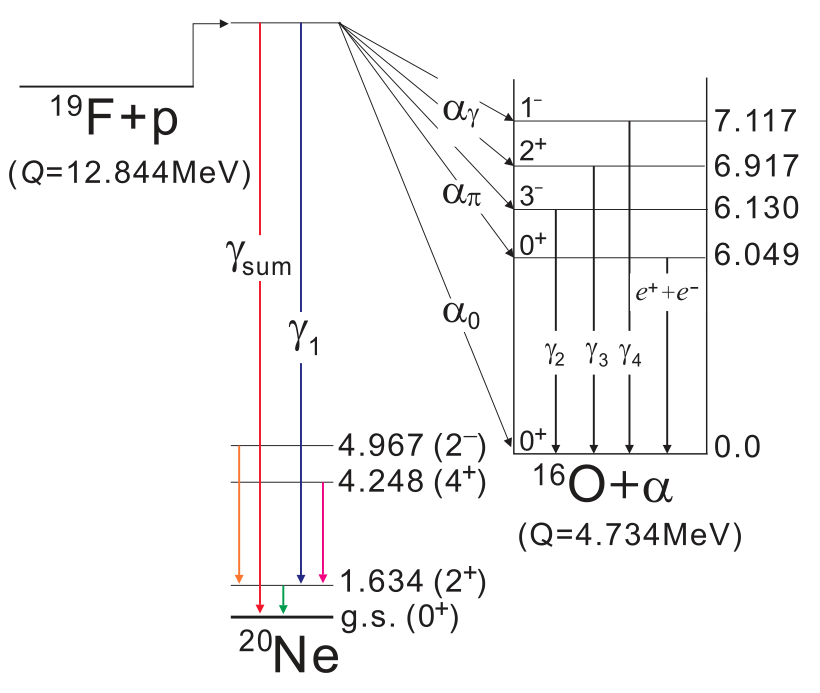 ¹⁹F+p
(Q=12.844MeV)
γsum
γ₁
4.967 (2⁻)
4.248 (4⁺)
1.634 (2⁺)
g.s. (0⁺)
²⁰Ne
αγ
απ
α₀
1⁻ 7.117
2⁺ 6.917
3⁻ 6.130
0⁺ 6.049
e⁺+e⁻
γ₂ γ₃ γ₄
0⁺ 0.0
¹⁶O+α
(Q=4.734MeV)